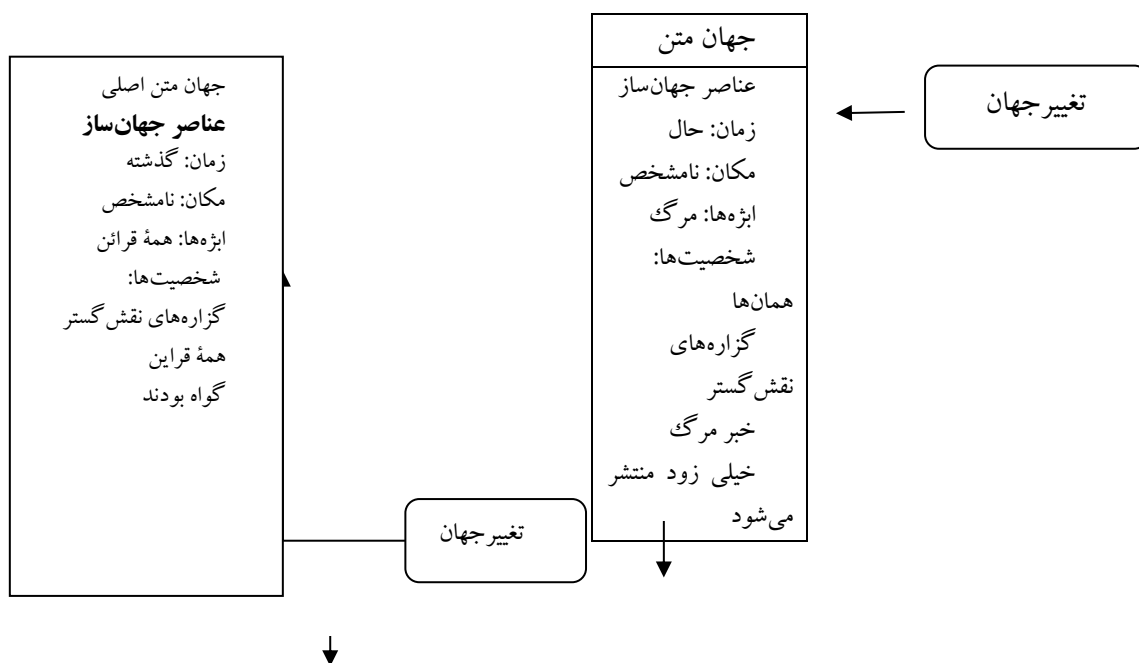 تغییرجهان
جهان متن
عناصر جهان‌ساز
زمان: حال
مکان: نامشخص
ابژه‌ها: مرگ
شخصیت‌ها:
همان‌ها
گزاره‌های
نقش‌گستر
خبر مرگ
خیلی زود منتشر
می‌شود
تغییرجهان
جهان متن اصلی
عناصر جهان‌ساز
زمان: گذشته
مکان: نامشخص
ابژه‌ها: همۀ قرائن
شخصیت‌ها:
گزاره‌های نقش‌گستر
همۀ قراین
گواه بودند